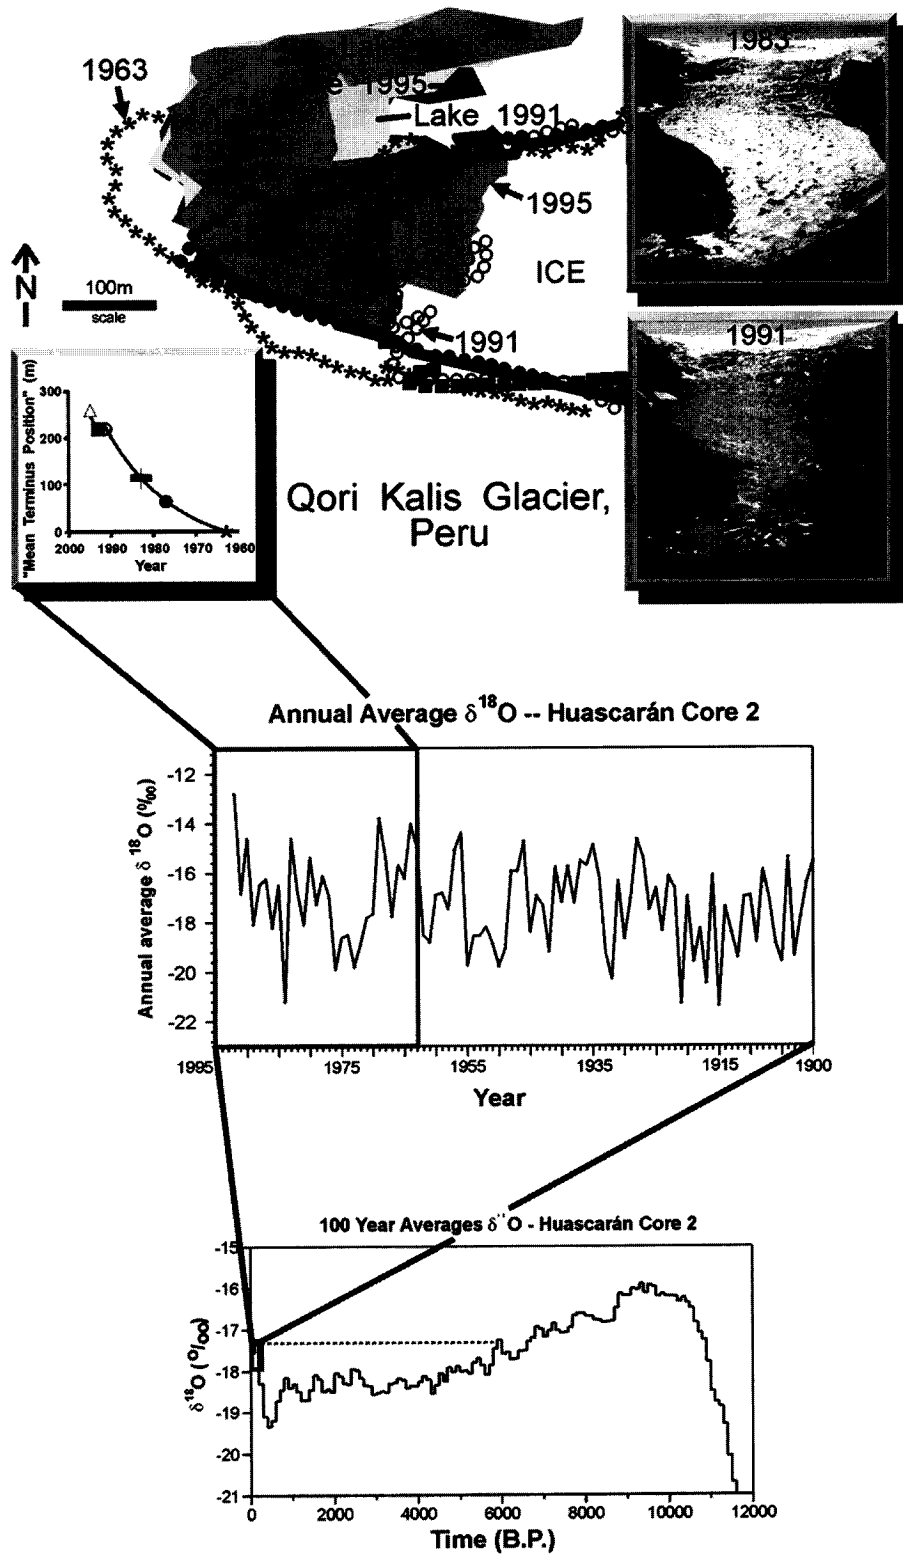 1963
1995
Lake 1991
1995
ICE
1991
N
100m
scale
1983
1991
"Mean Terminus Position" (m)
300
200
100
0
2000 1990 1980 1970 1960
Year
Qori Kalis Glacier,
Peru
Annual Average δ18O -- Huascarán Core 2
Annual average δ 18O (‰)
-12
-14
-16
-18
-20
-22
1995 1975 1955 1935 1915 1900
Year
100 Year Averages δ''O - Huascarán Core 2
δ18O (‰)
-15
-16
-17
-18
-19
-20
-21
0 2000 4000 6000 8000 10000 12000
Time (B.P.)